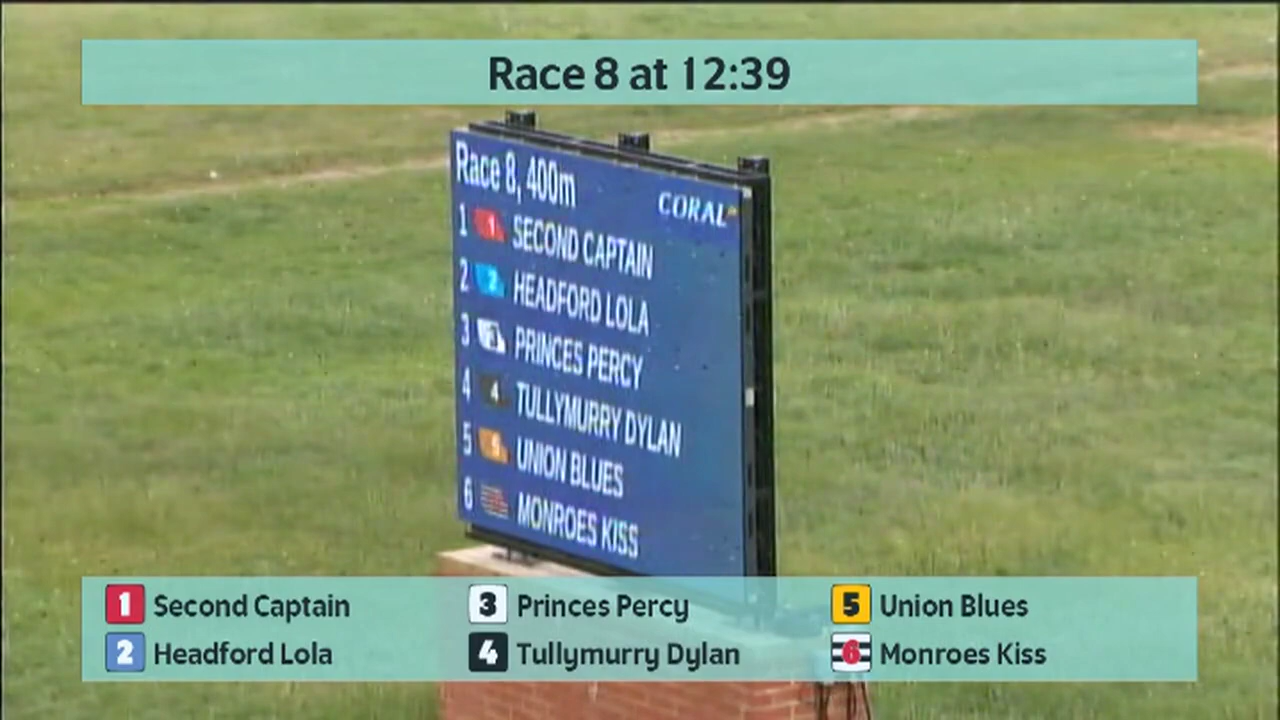 Race 8 at 12:39
Race 8, 400m
CORAL
1 1 SECOND CAPTAIN
2 2 HEADFORD LOLA
3 3 PRINCES PERCY
4 4 TULLYMURRY DYLAN
5 5 UNION BLUES
6 MONROES KISS
1 Second Captain
2 Headford Lola
3 Princes Percy
4 Tullymurry Dylan
5 Union Blues
6 Monroes Kiss